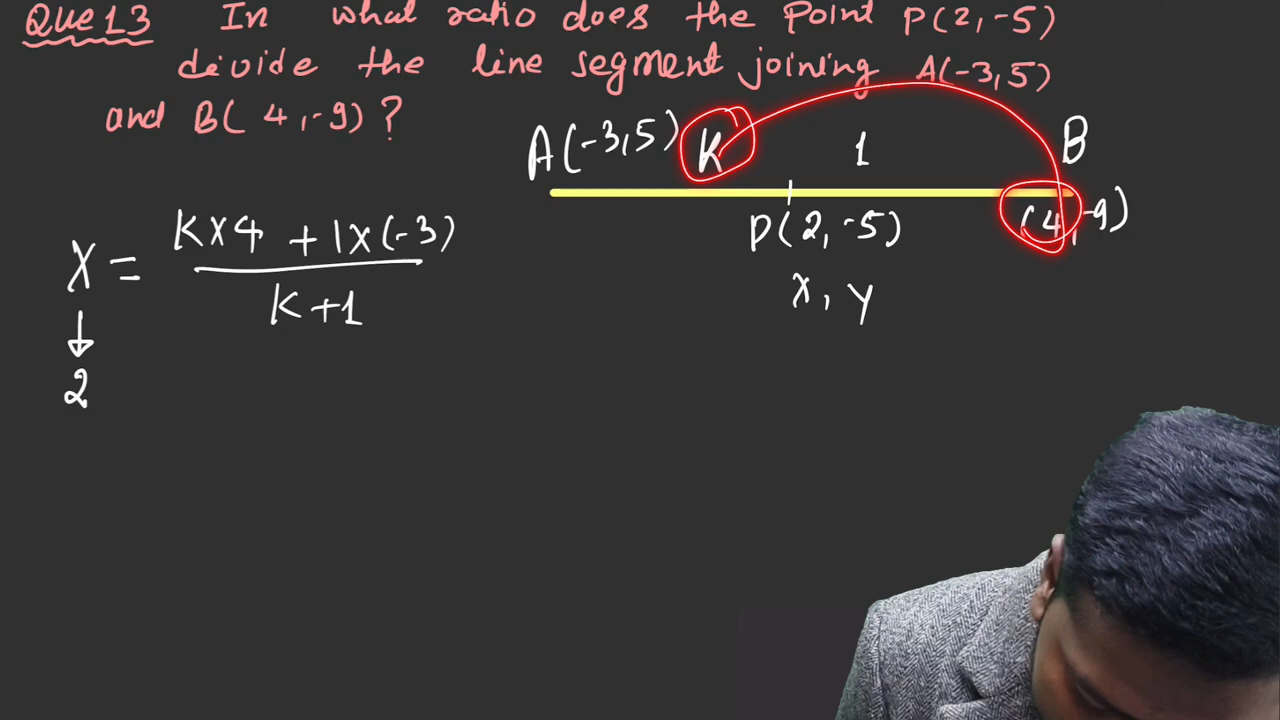 Que 13 In what ratio does the Point P(2,-5)
devide the line segment joining A(-3,5)
and B( 4,-9) ?
A(-3,5) K 1 B
P(2,-5) (4,-9)
x, y
X = K×4 + 1×(-3)
K+1
↓
2